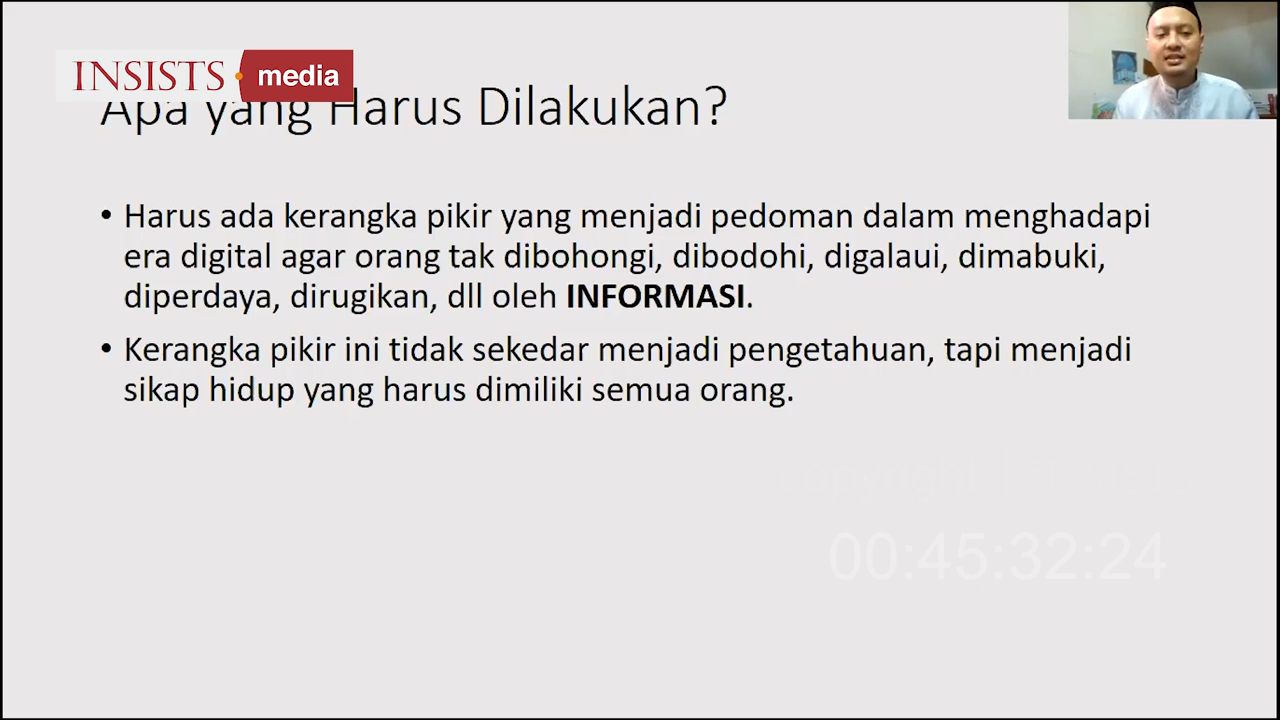 INSISTS media
Apa yang Harus Dilakukan?
• Harus ada kerangka pikir yang menjadi pedoman dalam menghadapi
era digital agar orang tak dibohongi, dibodohi, digalaui, dimabuki,
diperdaya, dirugikan, dll oleh INFORMASI.
• Kerangka pikir ini tidak sekedar menjadi pengetahuan, tapi menjadi
sikap hidup yang harus dimiliki semua orang.
copyright
00:45:32:24